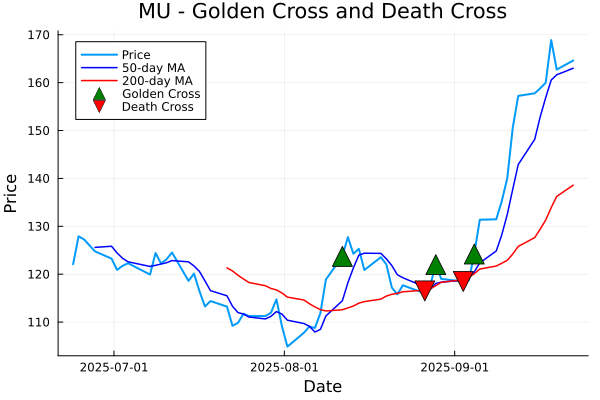 MU - Golden Cross and Death Cross
Price
50-day MA
200-day MA
Golden Cross
Death Cross
Price
170
160
150
140
130
120
110
2025-07-01
2025-08-01
2025-09-01
Date